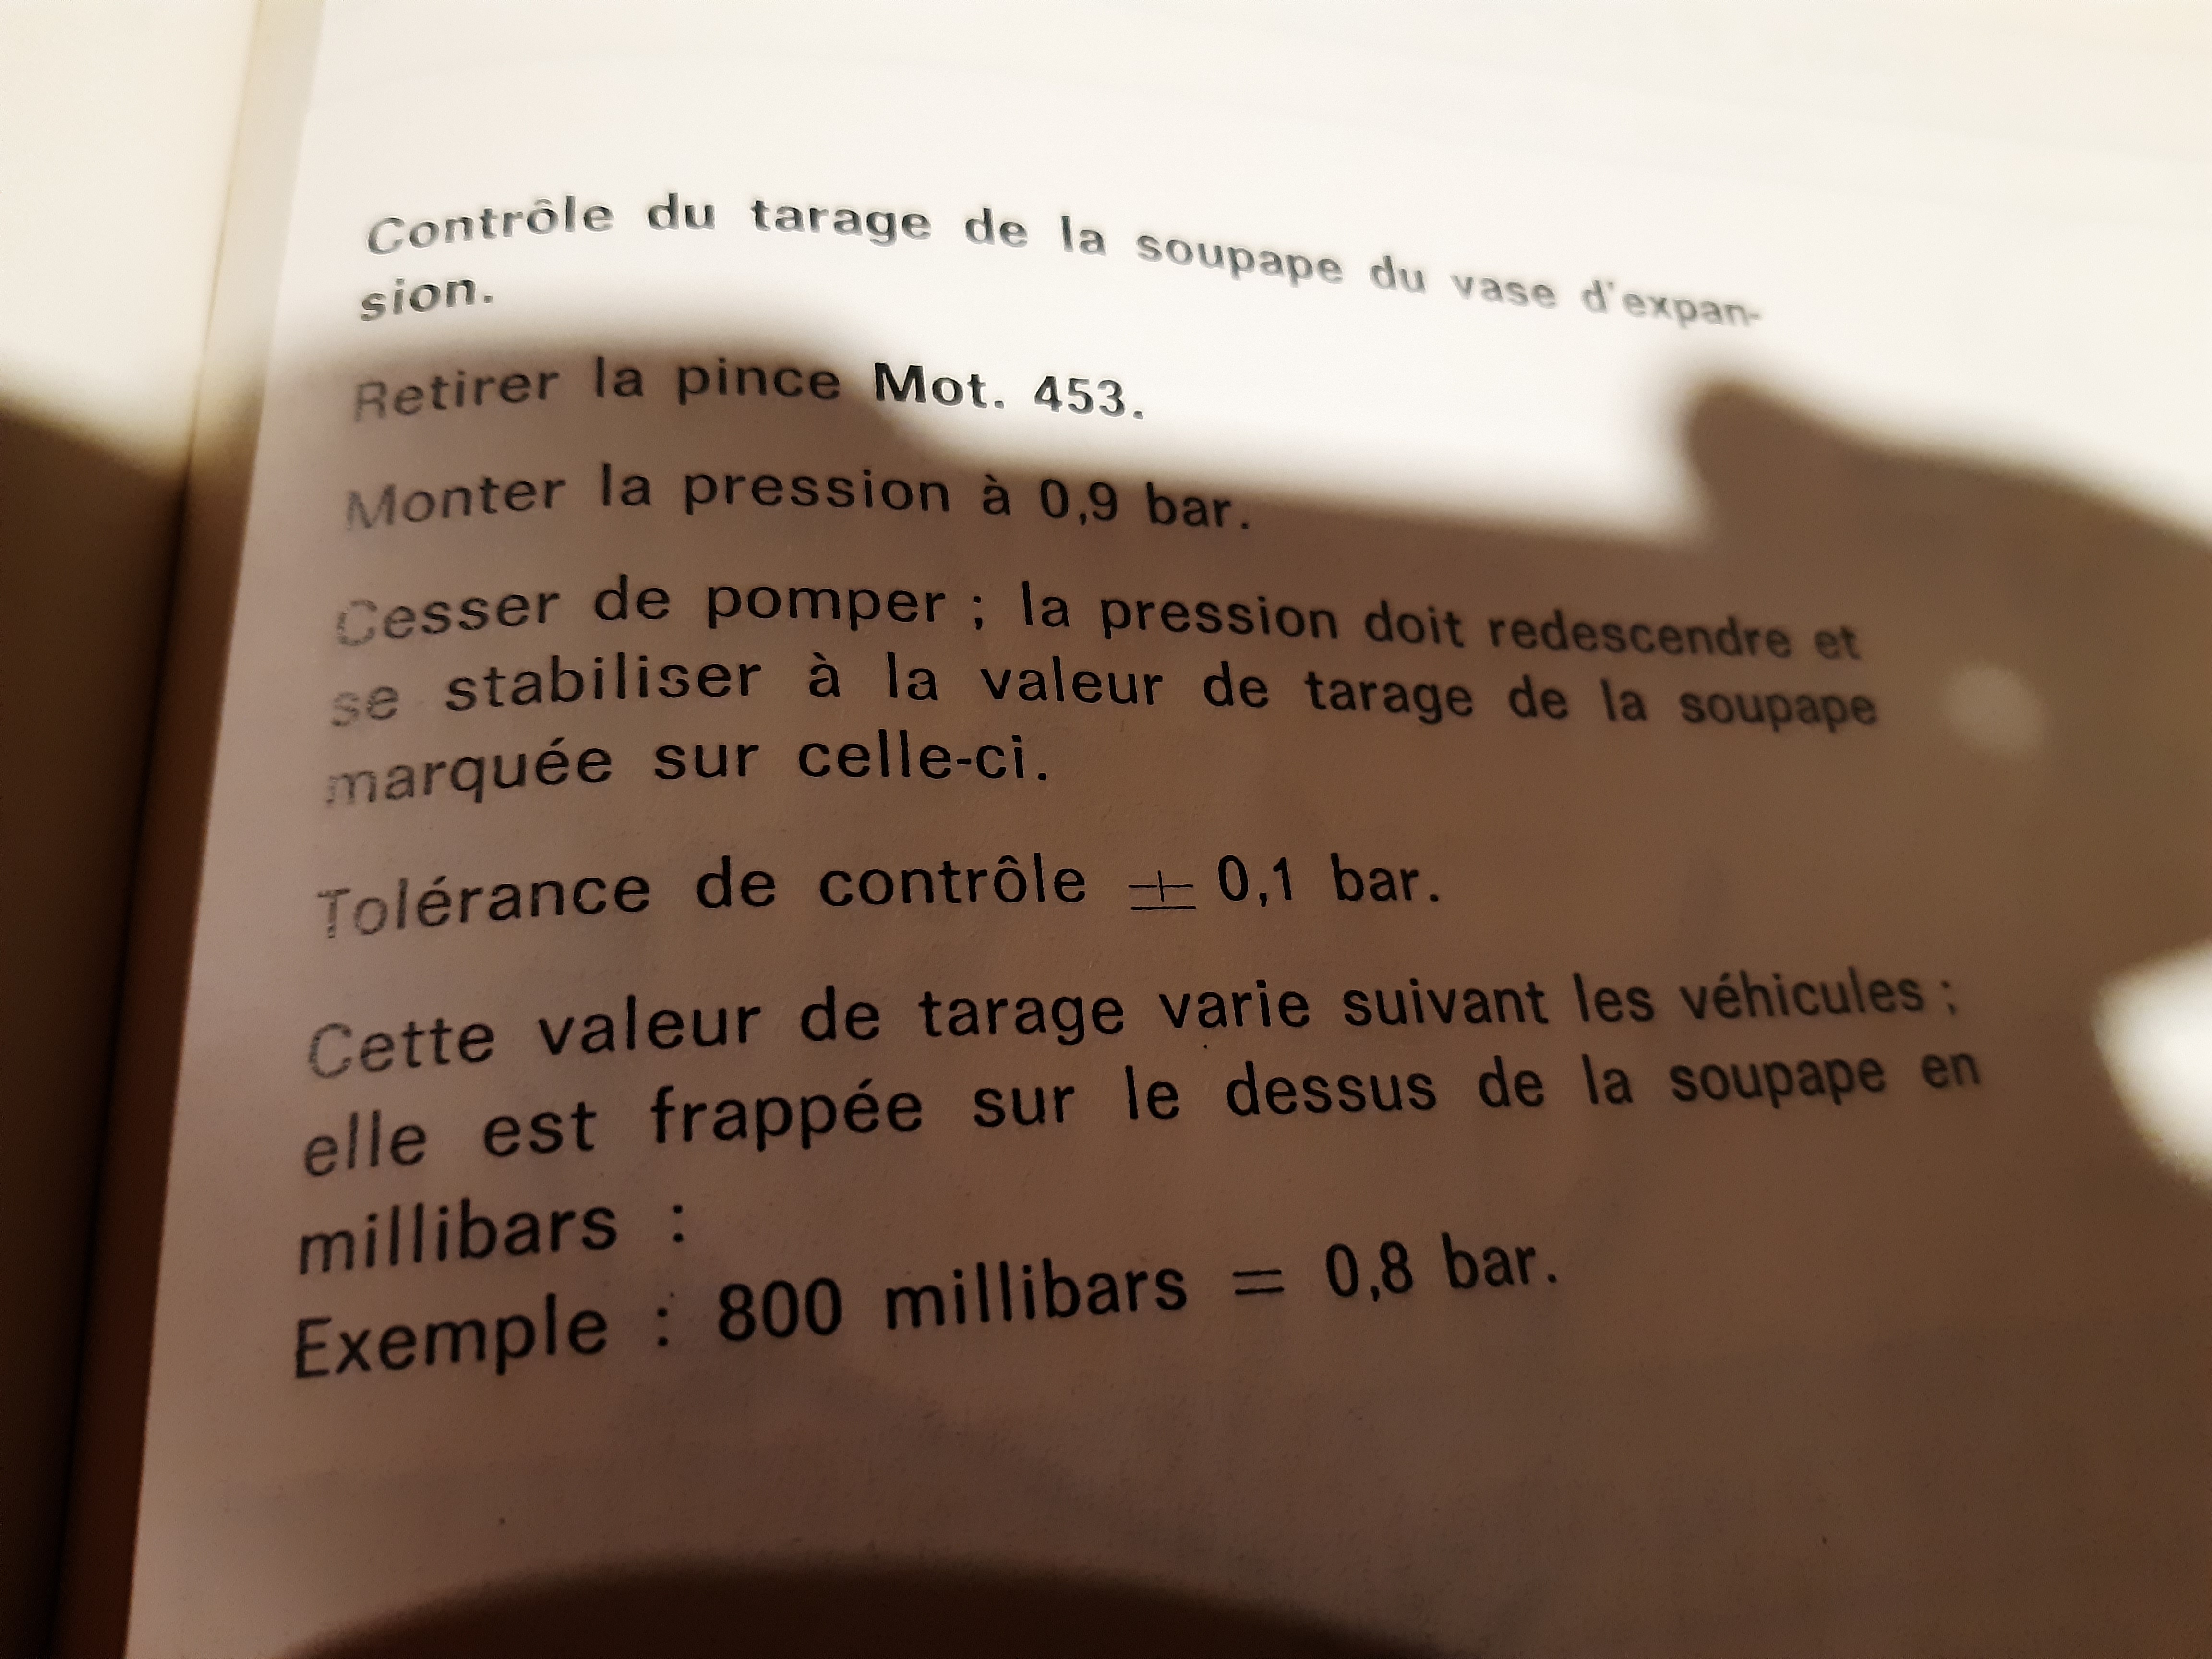 Contrôle du tarage de la soupape du vase d'expan-
sion.
Retirer la pince Mot. 453.
Monter la pression à 0,9 bar.
Cesser de pomper ; la pression doit redescendre et
se stabiliser à la valeur de tarage de la soupape
marquée sur celle-ci.
Tolérance de contrôle ± 0,1 bar.
Cette valeur de tarage varie suivant les véhicules ;
elle est frappée sur le dessus de la soupape en
millibars :
Exemple : 800 millibars = 0,8 bar.